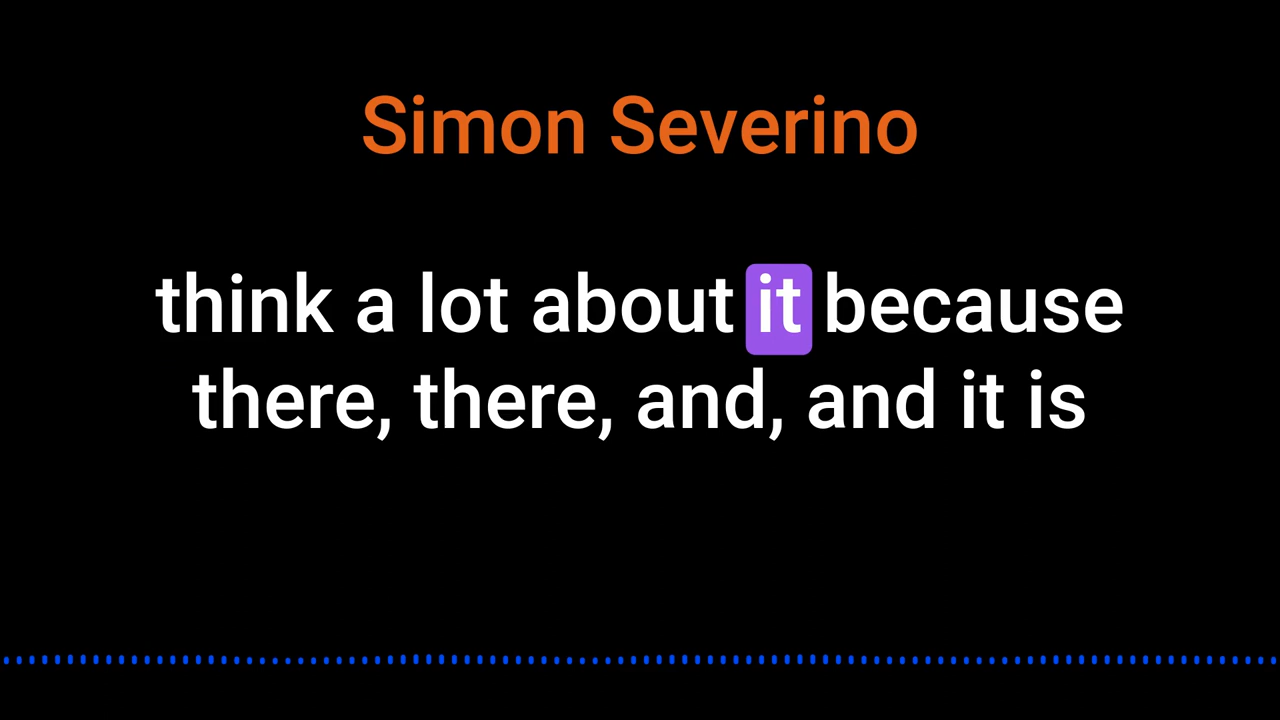 Simon Severino
think a lot about it because
there, there, and, and it is